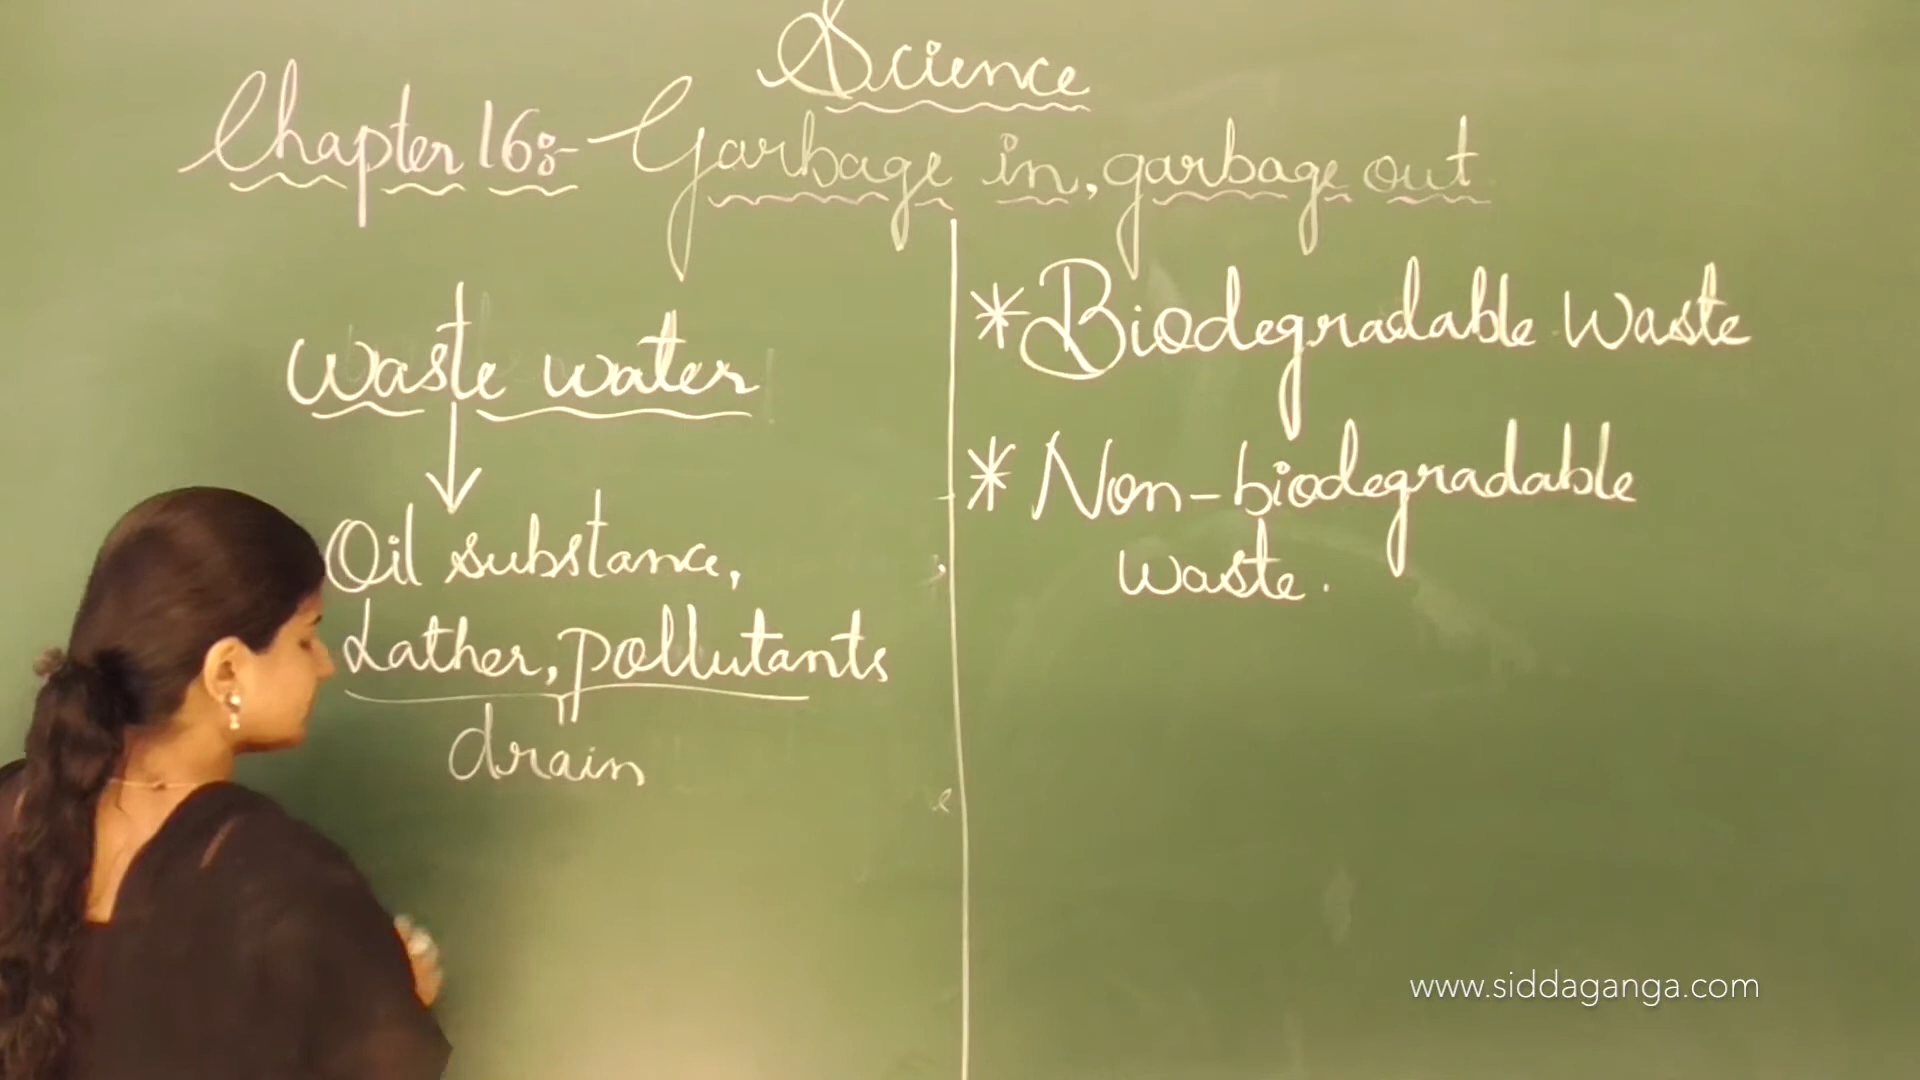 Science
Chapter 16:- Garbage in, garbage out
Waste water
Oil substance,
Lather, pollutants
drain
* Biodegradable Waste
* Non-biodegradable
waste.
www.siddaganga.com